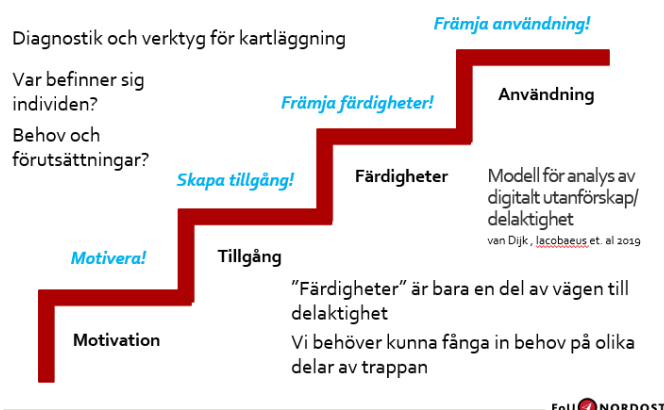 Främja användning!
Diagnostik och verktyg för kartläggning
Var befinner sig
individen?
Användning
Främja färdigheter!
Behov och
förutsättningar?
Skapa tillgång!
Färdigheter
Modell för analys av
digitalt utanförskap/
delaktighet
van Dijk , Iacobaeus et. al 2019
Motivera!
Tillgång
”Färdigheter” är bara en del av vägen till
delaktighet
Motivation
Vi behöver kunna fånga in behov på olika
delar av trappan
FoU NORDOST